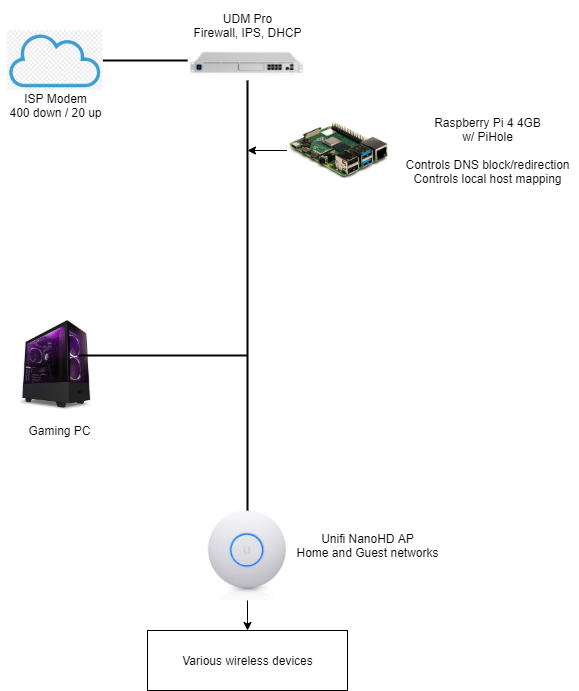 UDM Pro
Firewall, IPS, DHCP
ISP Modem
400 down / 20 up
Raspberry Pi 4 4GB
w/ PiHole
Controls DNS block/redirection
Controls local host mapping
Gaming PC
Unifi NanoHD AP
Home and Guest networks
Various wireless devices